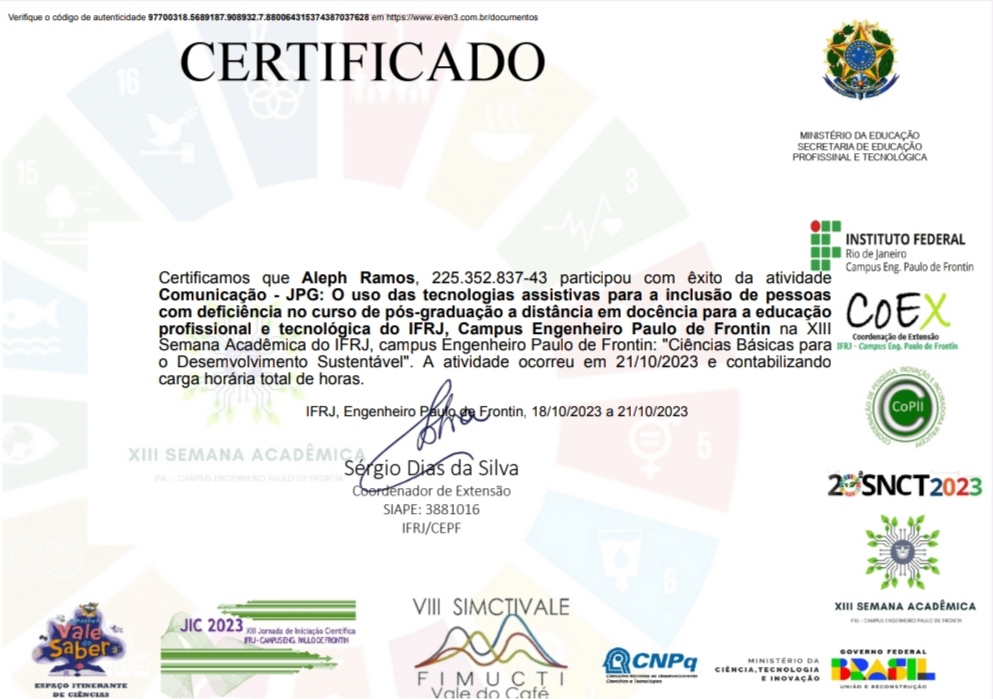 Verifique o código de autenticidade 97700318.5689187.908932.7.880064315374387037628 em https://www.even3.com.br/documentos
CERTIFICADO
MINISTÉRIO DA EDUCAÇÃO
SECRETARIA DE EDUCAÇÃO
PROFISSINAL E TECNOLÓGICA
16
15
3
INSTITUTO FEDERAL
Rio de Janeiro
Campus Eng. Paulo de Frontin
Certificamos que Aleph Ramos, 225.352.837-43 participou com êxito da atividade
Comunicação - JPG: O uso das tecnologias assistivas para a inclusão de pessoas
com deficiência no curso de pós-graduação a distância em docência para a educação
profissional e tecnológica do IFRJ, Campus Engenheiro Paulo de Frontin na XIII
Semana Acadêmica do IFRJ, campus Engenheiro Paulo de Frontin: "Ciências Básicas para
o Desenvolvimento Sustentável". A atividade ocorreu em 21/10/2023 e contabilizando
carga horária total de horas.
CoEX
Coordenação de Extensão
IFRJ - Campus Eng. Paulo de Frontin
IFRJ, Engenheiro Paulo de Frontin, 18/10/2023 a 21/10/2023
CoPII
5
XIII SEMANA ACADÊMICA
IFRJ - CAMPUS ENGENHEIRO PAULO DE FRONTIN
Sérgio Dias da Silva
Coordenador de Extensão
SIAPE: 3881016
IFRJ/CEPF
20 SNCT2023
6
XIII SEMANA ACADÊMICA
IFRJ - CAMPUS ENGENHEIRO PAULO DE FRONTIN
Vale do Saber
ESPAÇO ITINERANTE
DE CIÊNCIAS
JIC 2023
XIII Jornada de Iniciação Científica
IFRJ - CAMPUS ENG. PAULO DE FRONTIN
VIII SIMCTIVALE
FIMUCTI
Vale do Café
CNPq
Conselho Nacional de Desenvolvimento
Científico e Tecnológico
MINISTÉRIO DA
CIÊNCIA, TECNOLOGIA
E INOVAÇÃO
GOVERNO FEDERAL
BRASIL
UNIÃO E RECONSTRUÇÃO